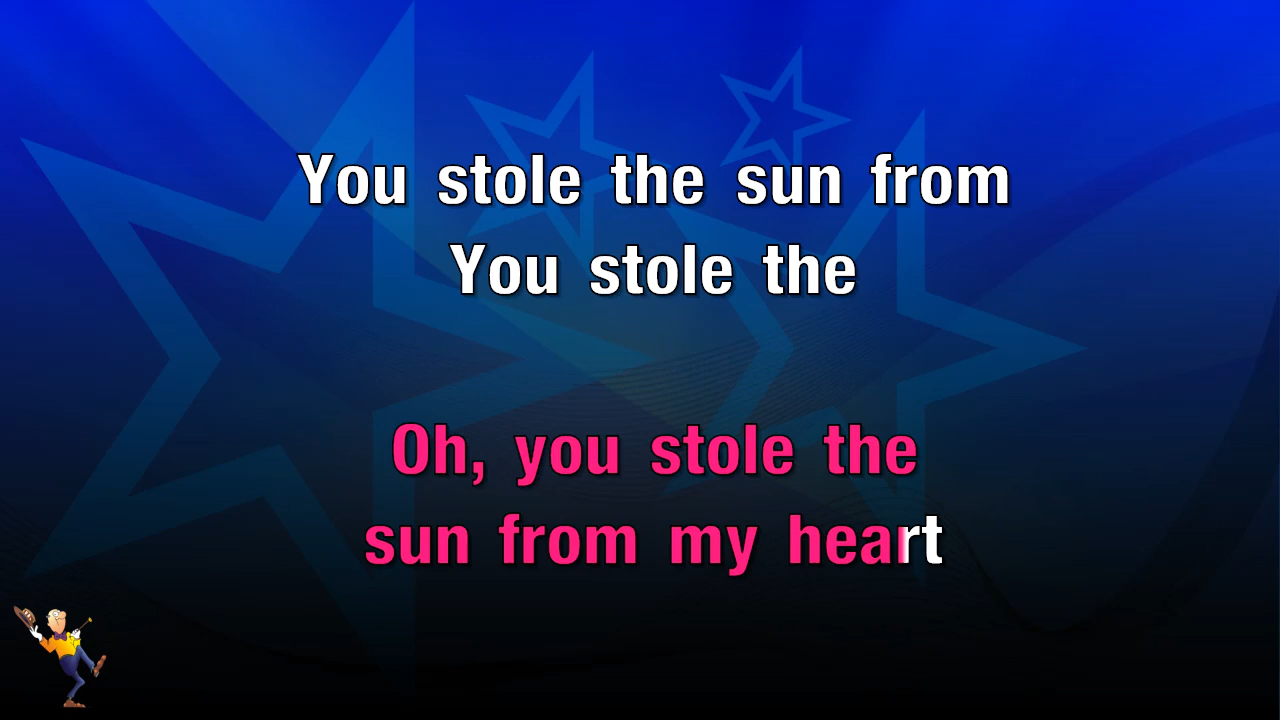 You stole the sun from
You stole the
Oh, you stole the
sun from my heart